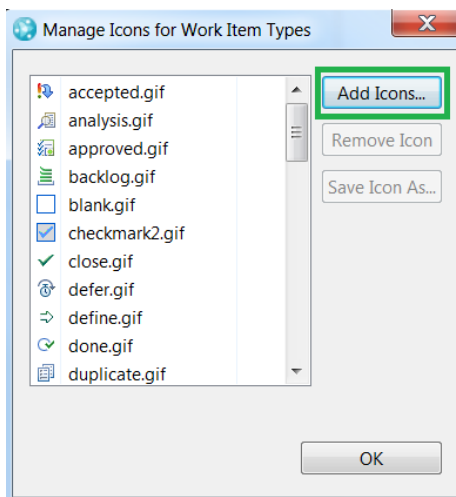 Manage Icons for Work Item Types
accepted.gif
analysis.gif
approved.gif
backlog.gif
blank.gif
checkmark2.gif
close.gif
defer.gif
define.gif
done.gif
duplicate.gif
Add Icons...
Remove Icon
Save Icon As...
OK